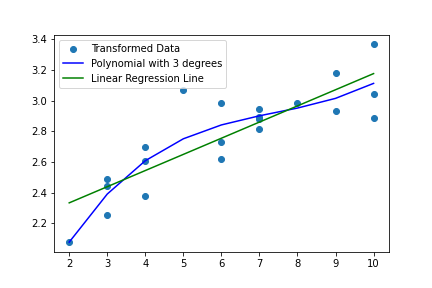 3.4
3.2
3.0
2.8
2.6
2.4
2.2
Transformed Data
Polynomial with 3 degrees
Linear Regression Line
2 3 4 5 6 7 8 9 10